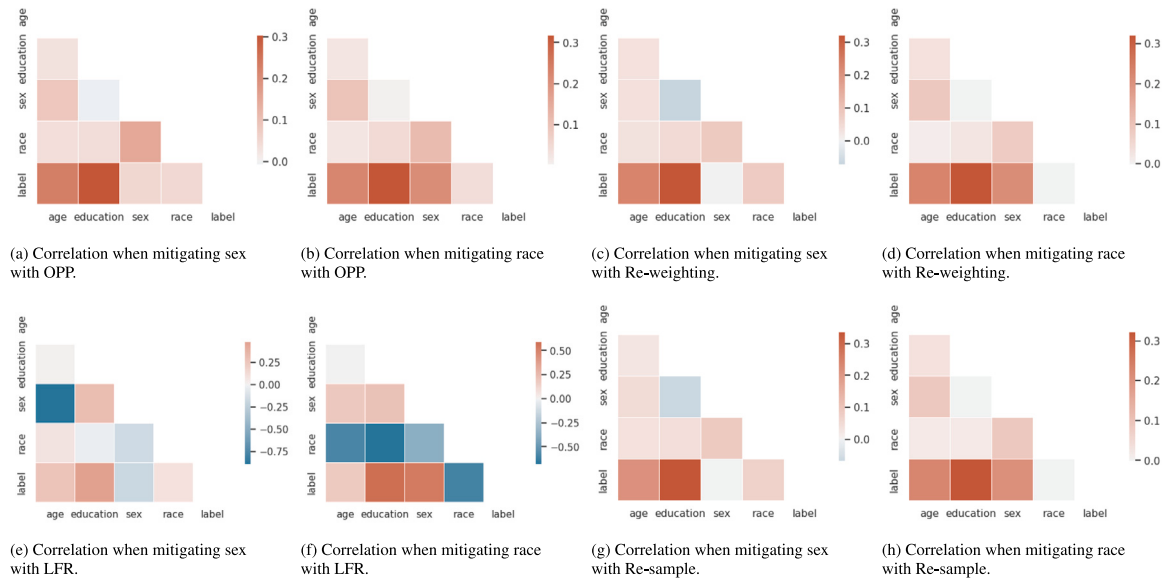 age
education
sex
race
label
0.3
0.2
0.1
0.0
age education sex race label
(a) Correlation when mitigating sex
with OPP.
age
education
sex
race
label
0.3
0.2
0.1
age education sex race label
(b) Correlation when mitigating race
with OPP.
age
education
sex
race
label
0.3
0.2
0.1
0.0
age education sex race label
(c) Correlation when mitigating sex
with Re-weighting.
age
education
sex
race
label
0.3
0.2
0.1
0.0
age education sex race label
(d) Correlation when mitigating race
with Re-weighting.
age
education
sex
race
label
0.25
0.00
−0.25
−0.50
−0.75
age education sex race label
(e) Correlation when mitigating sex
with LFR.
age
education
sex
race
label
0.50
0.25
0.00
−0.25
−0.50
age education sex race label
(f) Correlation when mitigating race
with LFR.
age
education
sex
race
label
0.3
0.2
0.1
0.0
age education sex race label
(g) Correlation when mitigating sex
with Re-sample.
age
education
sex
race
label
0.3
0.2
0.1
0.0
age education sex race label
(h) Correlation when mitigating race
with Re-sample.